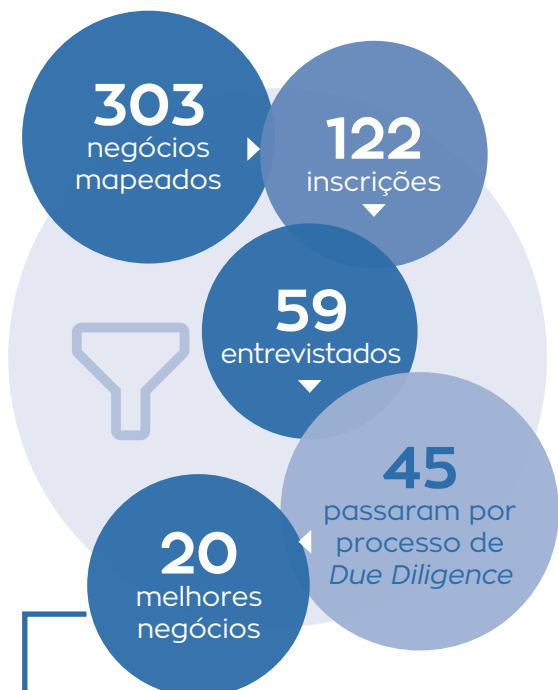 303
negócios
mapeados
122
inscrições
59
entrevistados
45
passaram por
processo de
Due Diligence
20
melhores
negócios